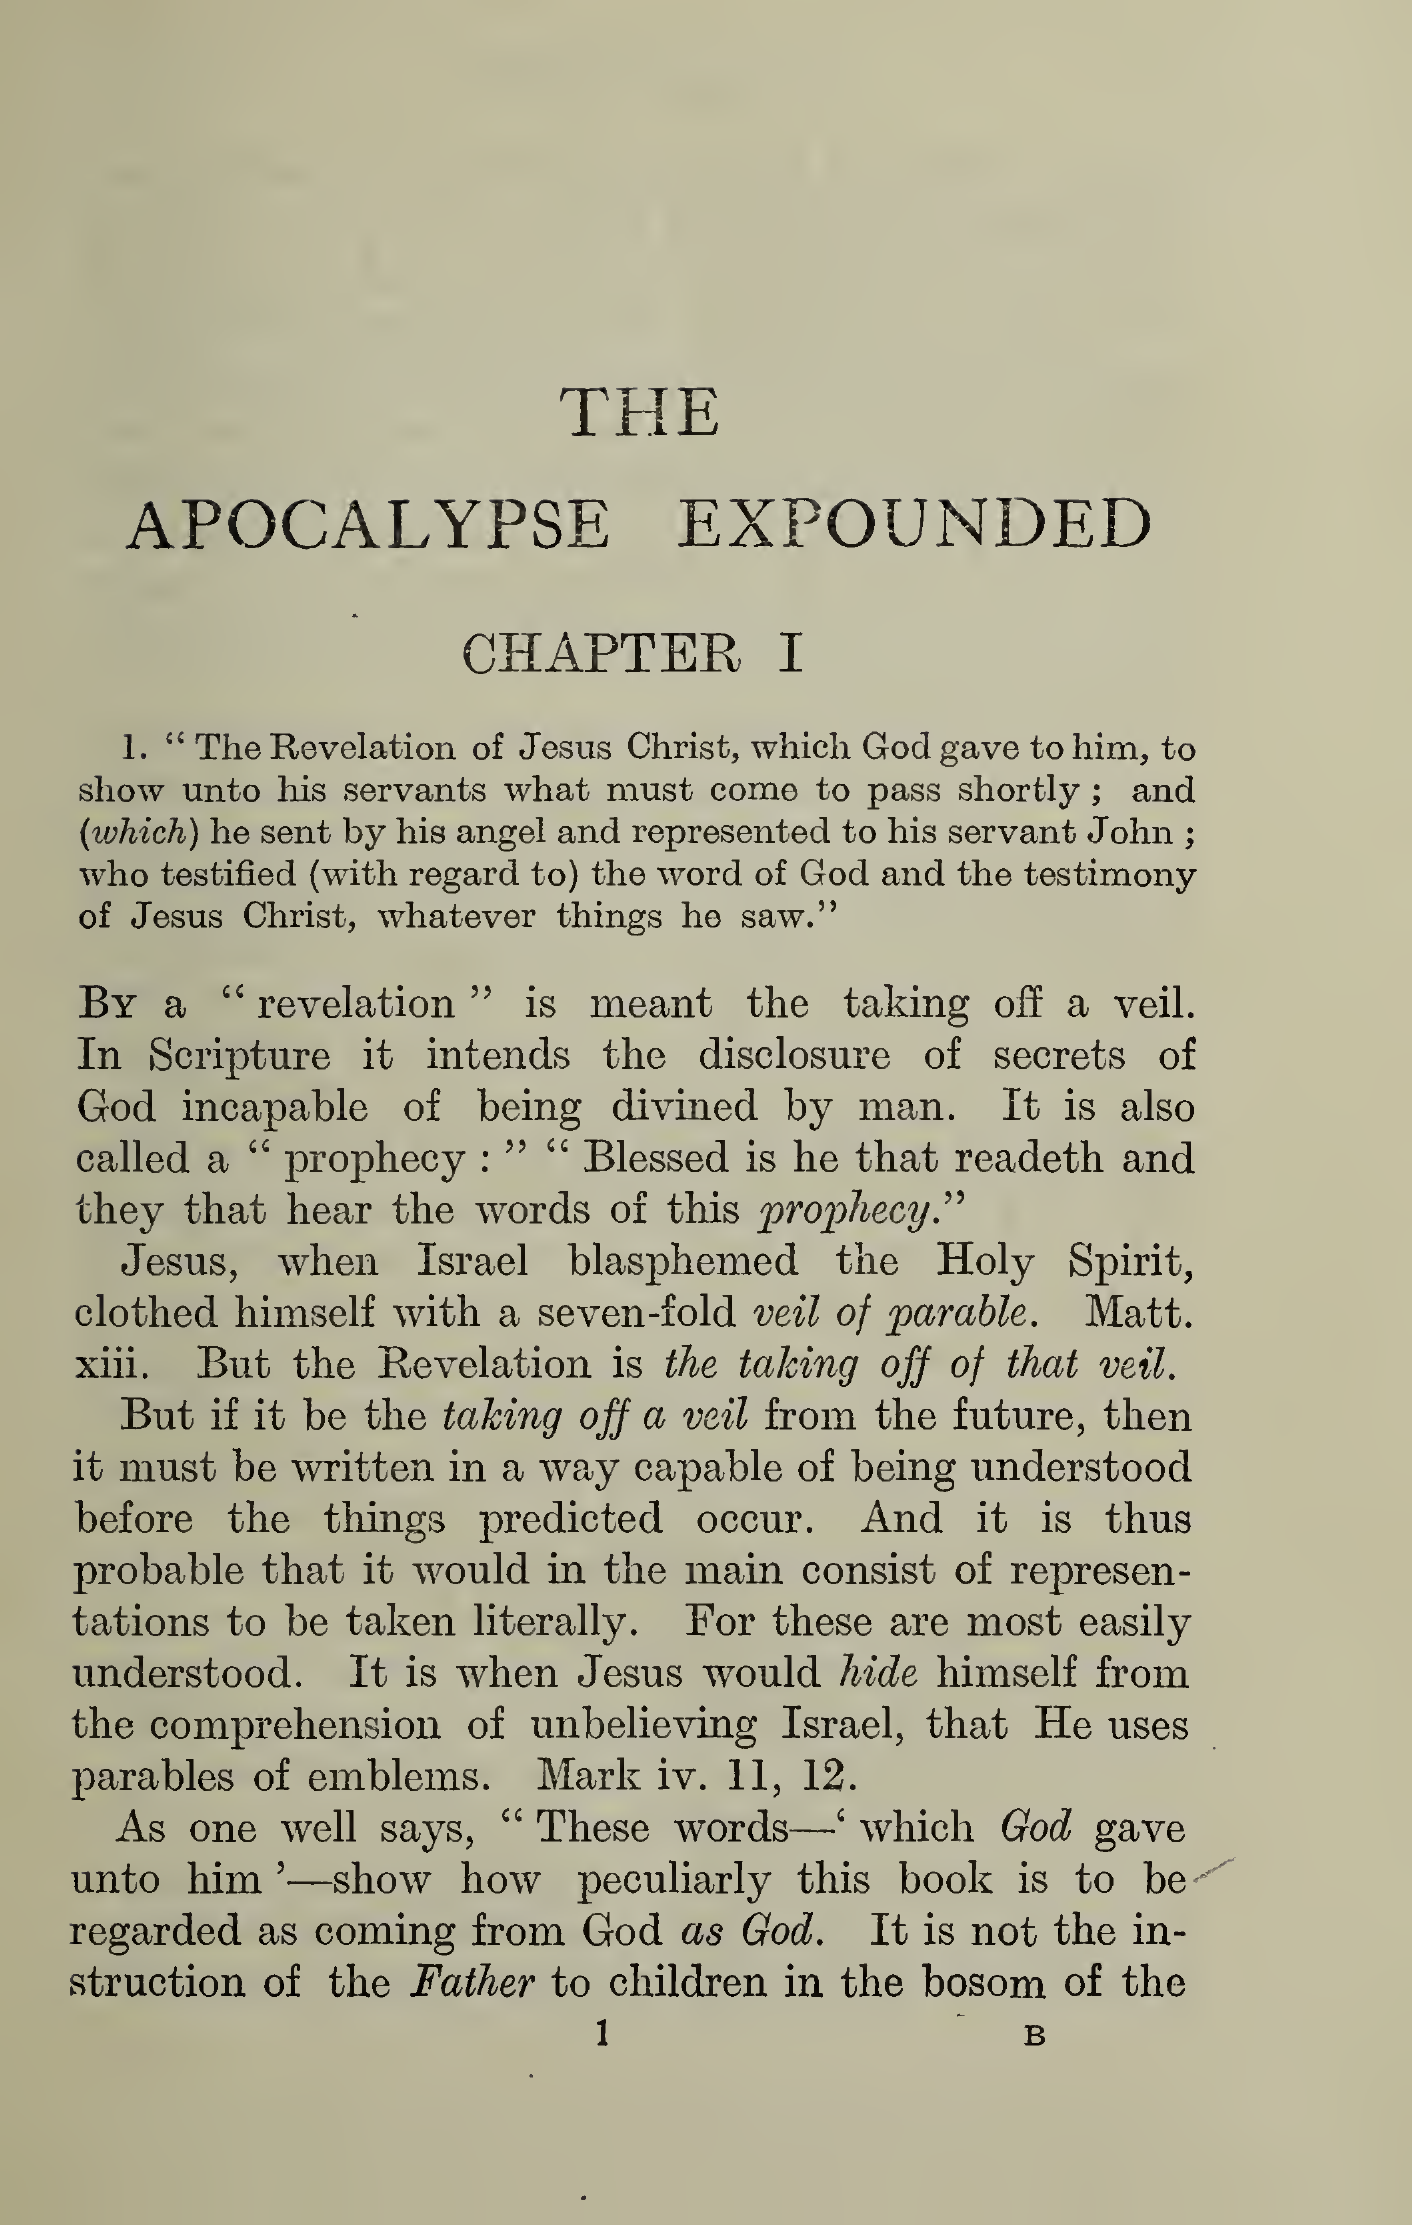 THE
APOCALYPSE EXPOUNDED
CHAPTER I
1. “ The Revelation of Jesus Christ, which God gave to him, to
show unto his servants what must come to pass shortly ; and
(which) he sent by his angel and represented to his servant John ;
who testified (with regard to) the word of God and the testimony
of Jesus Christ, whatever things he saw.”
BY a “ revelation ” is meant the taking off a veil.
In Scripture it intends the disclosure of secrets of
God incapable of being divined by man. It is also
called a “ prophecy : ” “ Blessed is he that readeth and
they that hear the words of this prophecy.”
Jesus, when Israel blasphemed the Holy Spirit,
clothed himself with a seven-fold veil of parable. Matt.
xiii. But the Revelation is the taking off of that veil.
But if it be the taking off a veil from the future, then
it must be written in a way capable of being understood
before the things predicted occur. And it is thus
probable that it would in the main consist of represen-
tations to be taken literally. For these are most easily
understood. It is when Jesus would hide himself from
the comprehension of unbelieving Israel, that He uses
parables of emblems. Mark iv. 11, 12.
As one well says, “ These words—‘ which God gave
unto him ’—show how peculiarly this book is to be
regarded as coming from God as God. It is not the in-
struction of the Father to children in the bosom of the
1 B